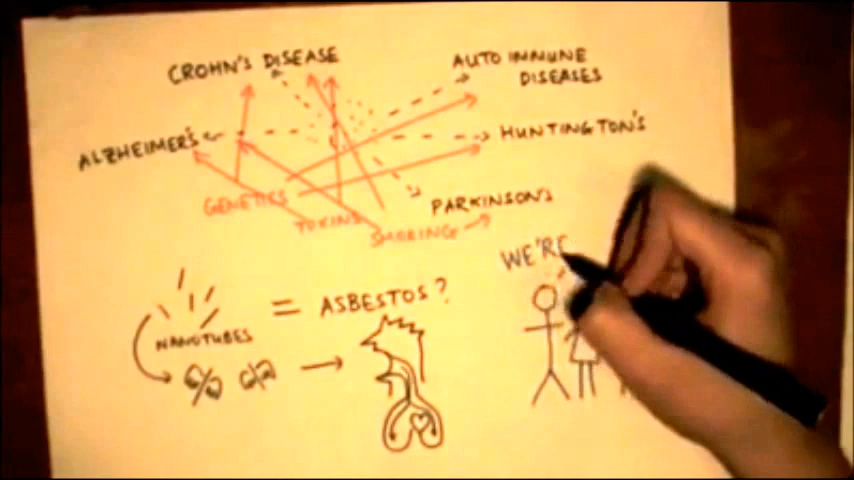 CROHN'S DISEASE
AUTO IMMUNE
DISEASES
ALZHEIMER'S
HUNTINGTON'S
GENETICS
PARKINSON'S
TOXINS
SMOKING
WE'RE
NANOTUBES
= ASBESTOS?